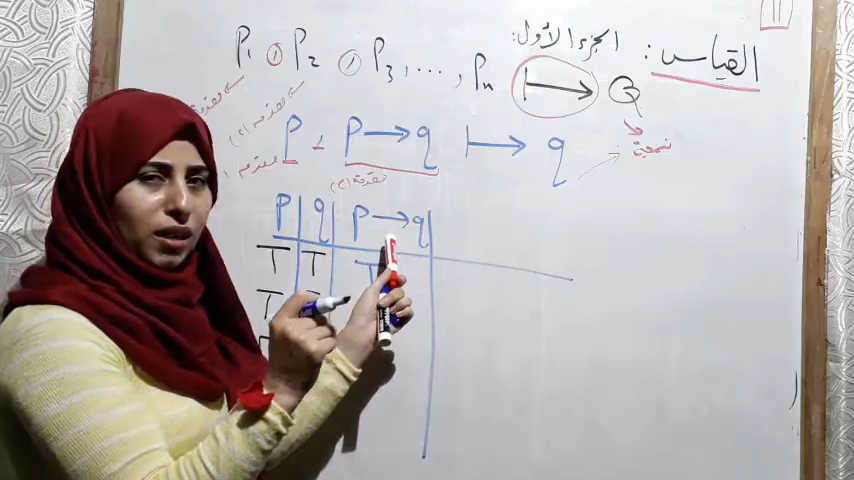 القياس: الجزء الأول:
11
P₁ , P₂ , P₃, ..., Pₙ ⊢→ Q
P , P → q ⊢→ q
مقدمة (1) مقدمة (2) نتيجة
P q P → q
T T T
T